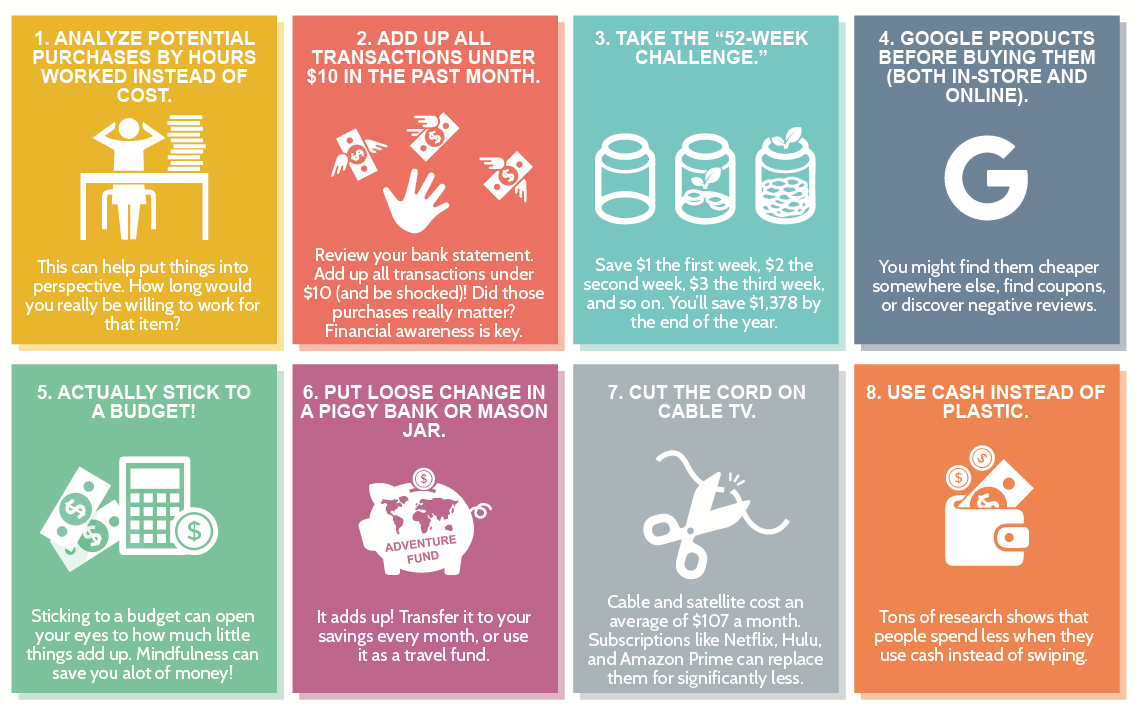 1. ANALYZE POTENTIAL
PURCHASES BY HOURS
WORKED INSTEAD OF
COST.
This can help put things into
perspective. How long would
you really be willing to work for
that item?
2. ADD UP ALL
TRANSACTIONS UNDER
$10 IN THE PAST MONTH.
$
$
$
Review your bank statement.
Add up all transactions under
$10 (and be shocked)! Did those
purchases really matter?
Financial awareness is key.
3. TAKE THE “52-WEEK
CHALLENGE.”
Save $1 the first week, $2 the
second week, $3 the third week,
and so on. You'll save $1,378 by
the end of the year.
4. GOOGLE PRODUCTS
BEFORE BUYING THEM
(BOTH IN-STORE AND
ONLINE).
G
You might find them cheaper
somewhere else, find coupons,
or discover negative reviews.
5. ACTUALLY STICK TO
A BUDGET!
$
$
$
Sticking to a budget can open
your eyes to how much little
things add up. Mindfulness can
save you alot of money!
6. PUT LOOSE CHANGE IN
A PIGGY BANK OR MASON
JAR.
$
ADVENTURE
FUND
It adds up! Transfer it to your
savings every month, or use
it as a travel fund.
7. CUT THE CORD ON
CABLE TV.
Cable and satellite cost an
average of $107 a month.
Subscriptions like Netflix, Hulu,
and Amazon Prime can replace
them for significantly less.
8. USE CASH INSTEAD OF
PLASTIC.
$
$
$
Tons of research shows that
people spend less when they
use cash instead of swiping.